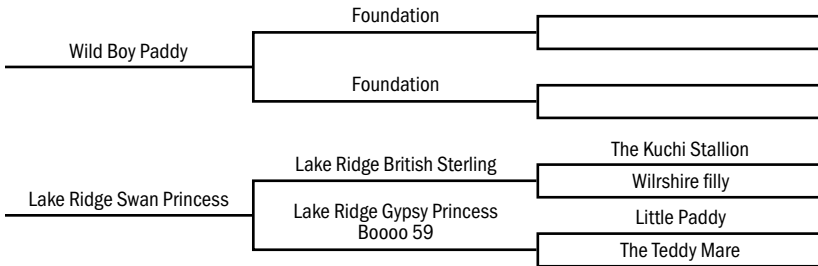 Foundation
Wild Boy Paddy
Foundation
The Kuchi Stallion
Lake Ridge British Sterling
Wilrshire filly
Lake Ridge Swan Princess
Lake Ridge Gypsy Princess
Boooo 59
Little Paddy
The Teddy Mare